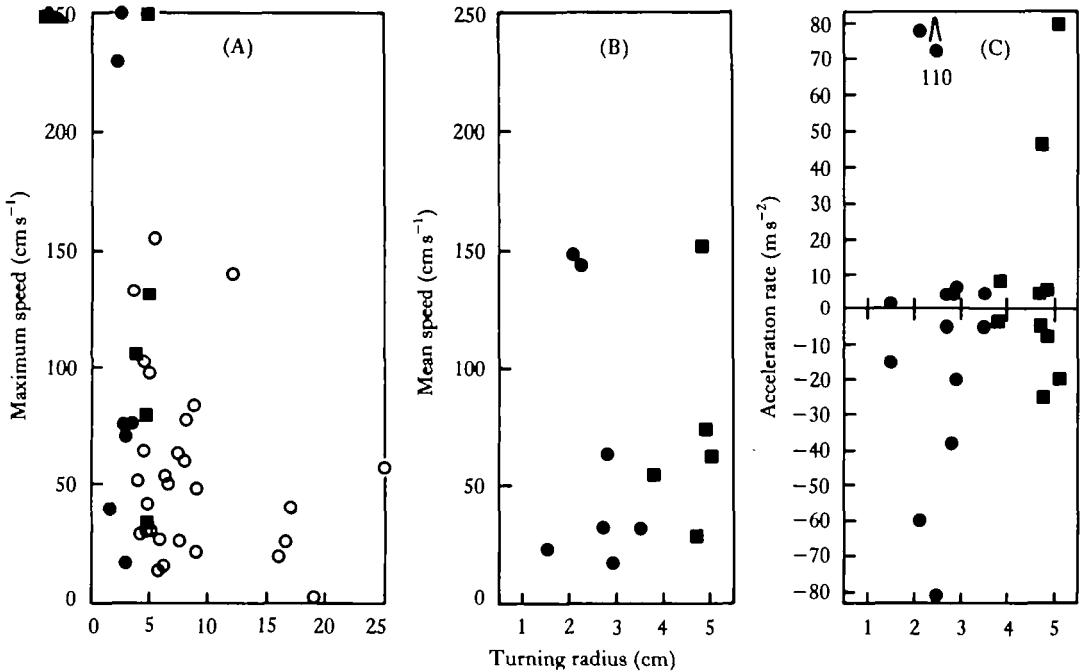 (A)
Maximum speed (cm s⁻¹)
200
150
100
50
0
0 5 10 15 20 25
(B)
Mean speed (cm s⁻¹)
250
200
150
100
50
0
1 2 3 4 5
(C)
110
Acceleration rate (m s⁻²)
80
70
60
50
40
30
20
10
0
−10
−20
−30
−40
−50
−60
−70
−80
1 2 3 4 5
Turning radius (cm)